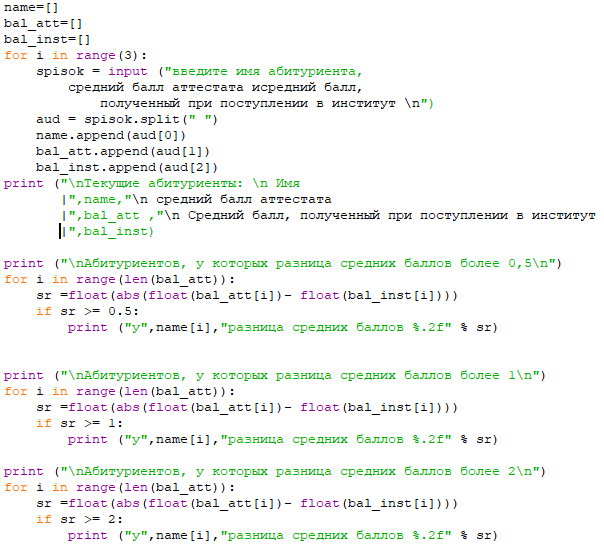 name=[]
bal_att=[]
bal_inst=[]
for i in range(3):
    spisok = input ("введите имя абитуриента,
        средний балл аттестата исредний балл,
            полученный при поступлении в институт \n")
    aud = spisok.split(" ")
    name.append(aud[0])
    bal_att.append(aud[1])
    bal_inst.append(aud[2])
print ("\nТекущие абитуриенты: \n Имя
       |",name,"\n средний балл аттестата
       |",bal_att ,"\n Средний балл, полученный при поступлении в институт
       |",bal_inst)
print ("\nАбитуриентов, у которых разница средних баллов более 0,5\n")
for i in range(len(bal_att)):
    sr =float(abs(float(bal_att[i])- float(bal_inst[i])))
    if sr >= 0.5:
        print ("у",name[i],"разница средних баллов %.2f" % sr)
print ("\nАбитуриентов, у которых разница средних баллов более 1\n")
for i in range(len(bal_att)):
    sr =float(abs(float(bal_att[i])- float(bal_inst[i])))
    if sr >= 1:
        print ("у",name[i],"разница средних баллов %.2f" % sr)
print ("\nАбитуриентов, у которых разница средних баллов более 2\n")
for i in range(len(bal_att)):
    sr =float(abs(float(bal_att[i])- float(bal_inst[i])))
    if sr >= 2:
        print ("у",name[i],"разница средних баллов %.2f" % sr)